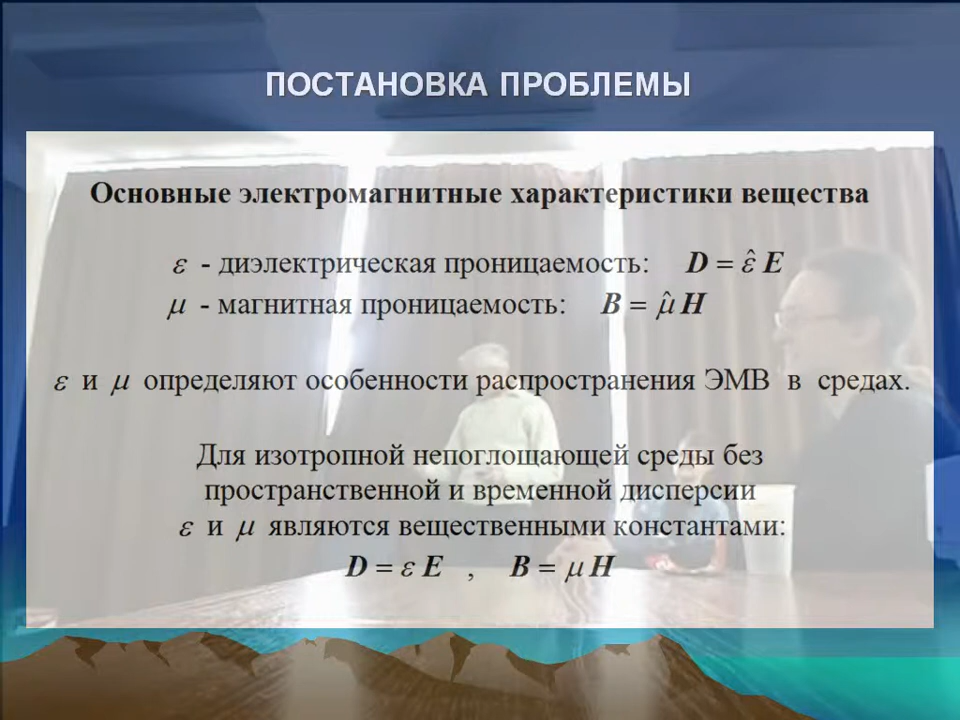 ПОСТАНОВКА ПРОБЛЕМЫ
Основные электромагнитные характеристики вещества
ε - диэлектрическая проницаемость: D = ε̂ E
μ - магнитная проницаемость: B = μ̂ H
ε и μ определяют особенности распространения ЭМВ в средах.
Для изотропной непоглощающей среды без
пространственной и временной дисперсии
ε и μ являются вещественными константами:
D = ε E , B = μ H